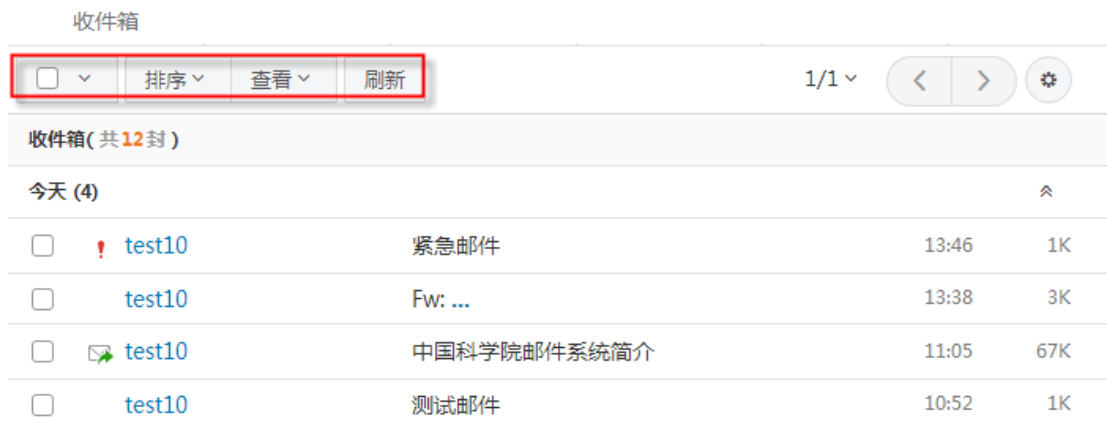 收件箱
排序 查看 刷新 1/1
收件箱(共12封)
今天 (4)
test10 紧急邮件 13:46 1K
test10 Fw: ... 13:38 3K
test10 中国科学院邮件系统简介 11:05 67K
test10 测试邮件 10:52 1K